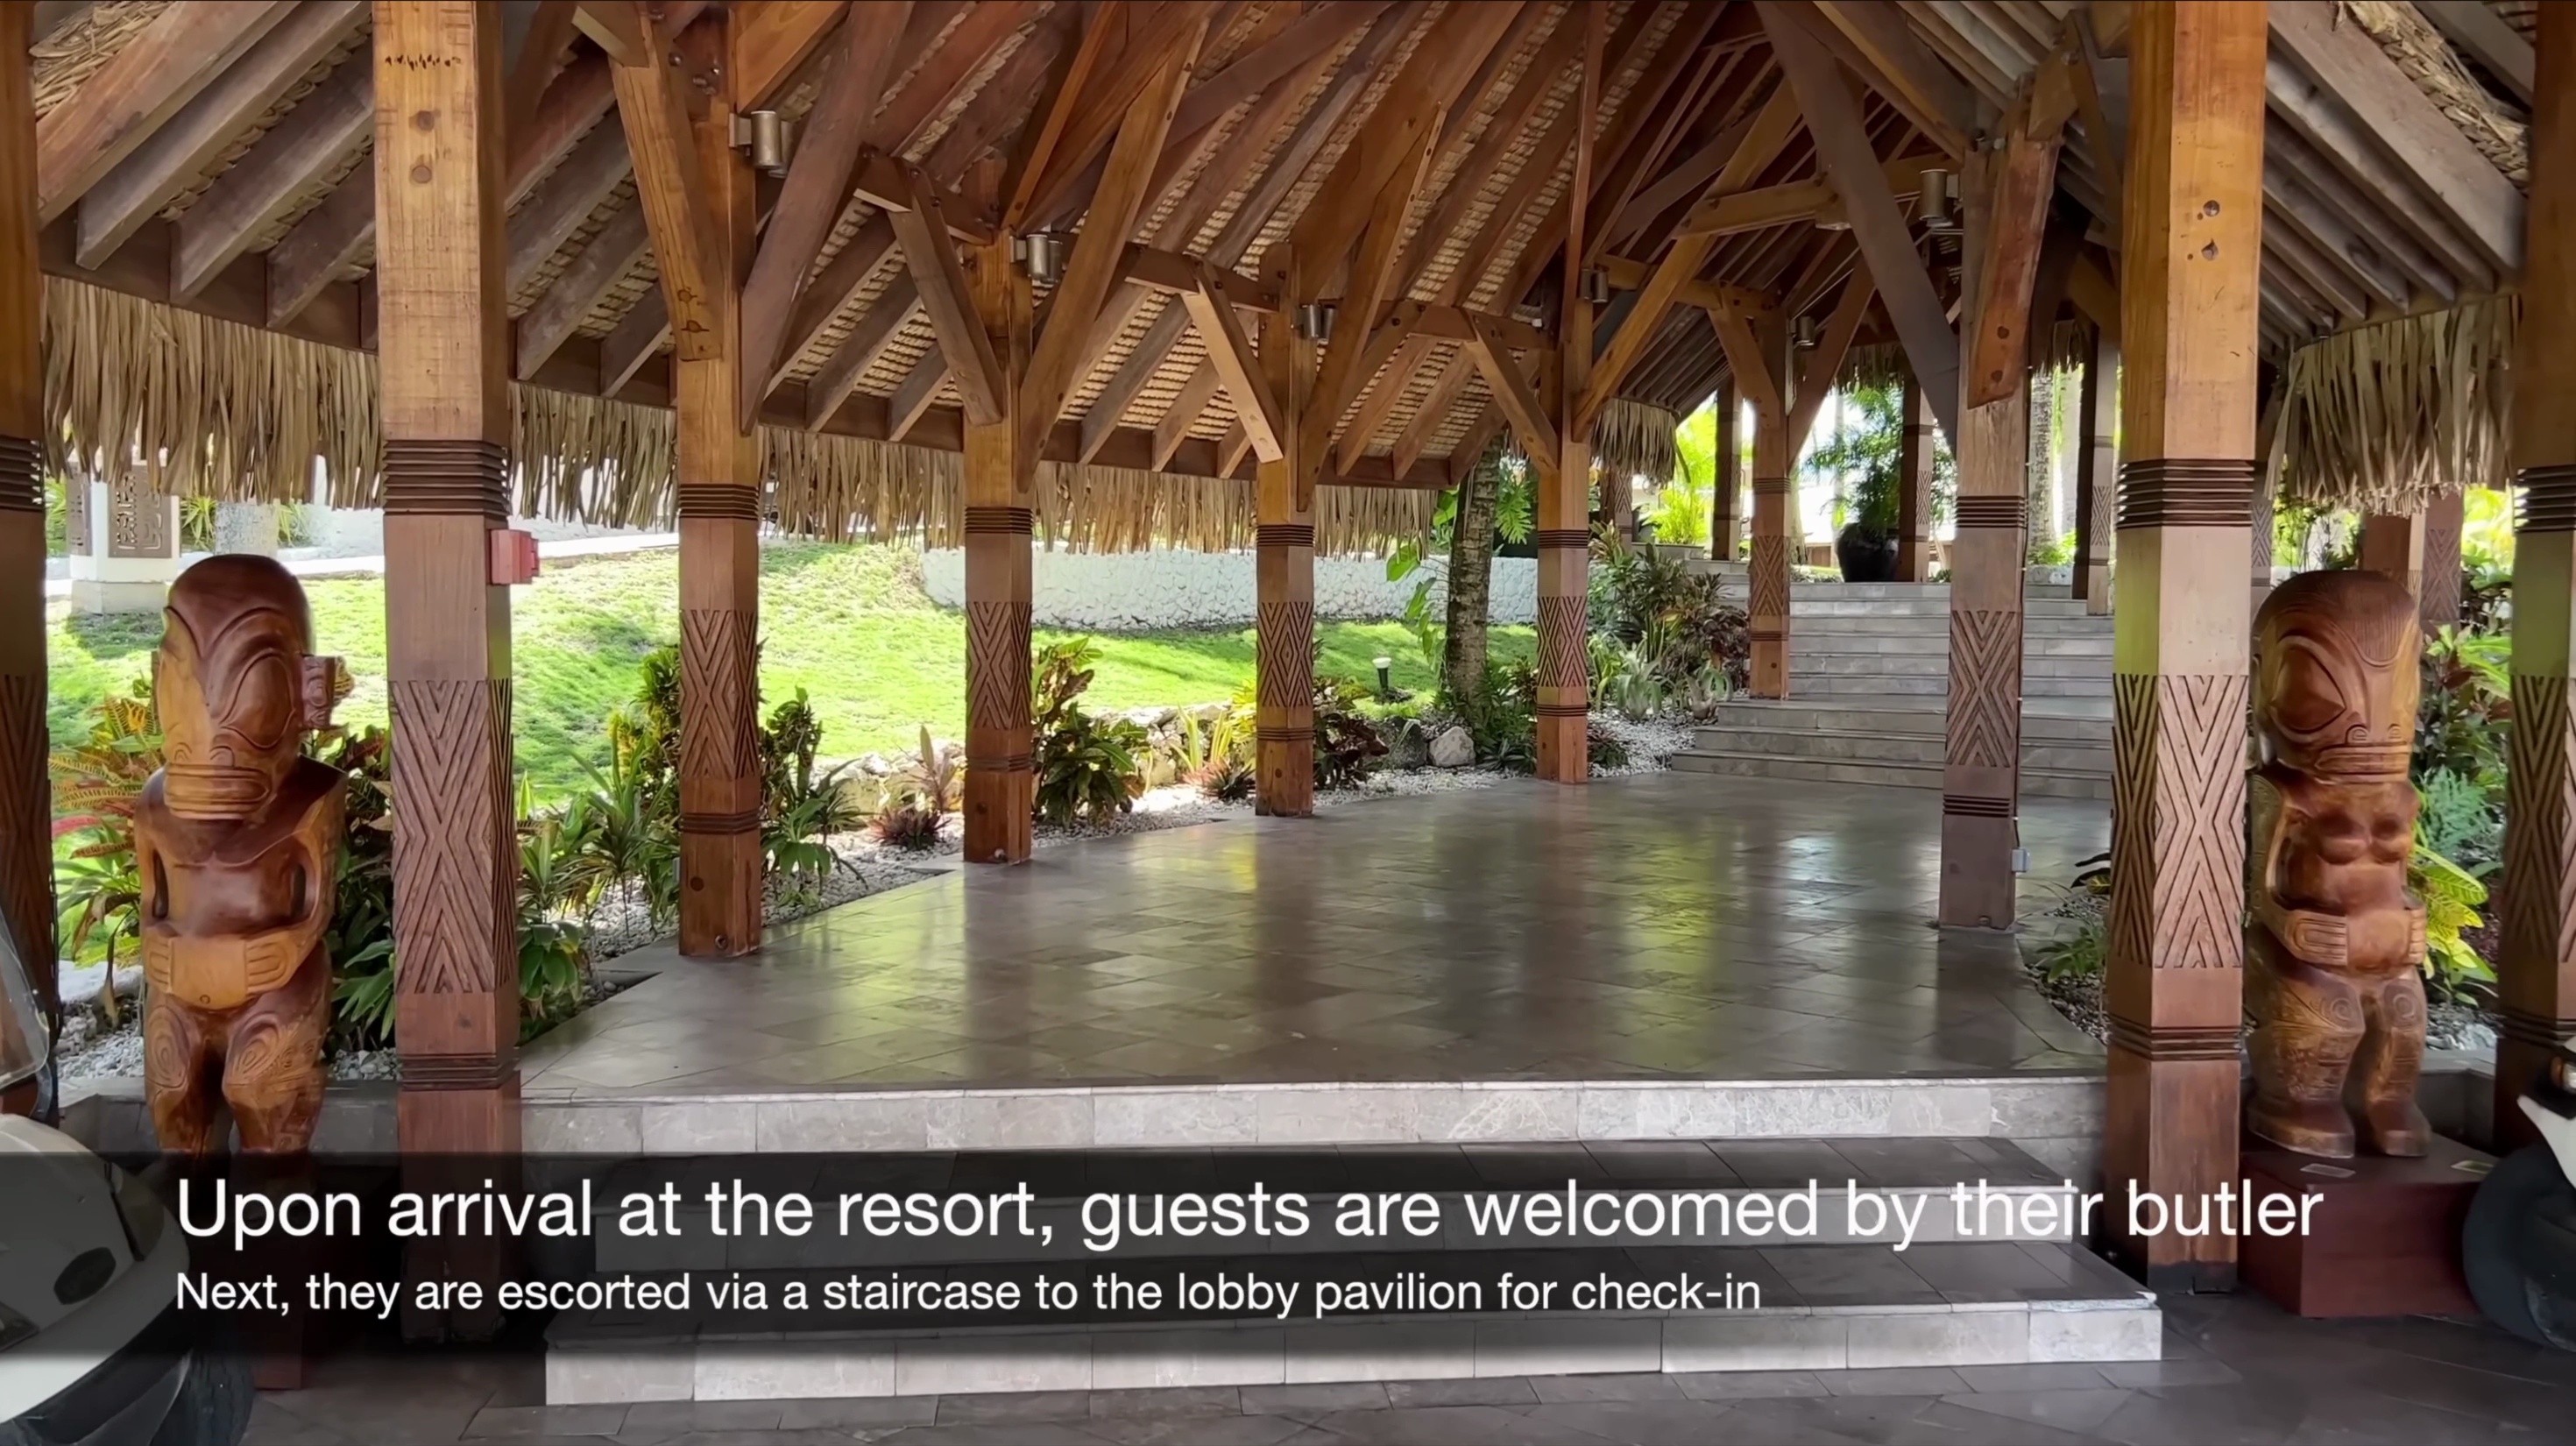 Upon arrival at the resort, guests are welcomed by their butler
Next, they are escorted via a staircase to the lobby pavilion for check-in